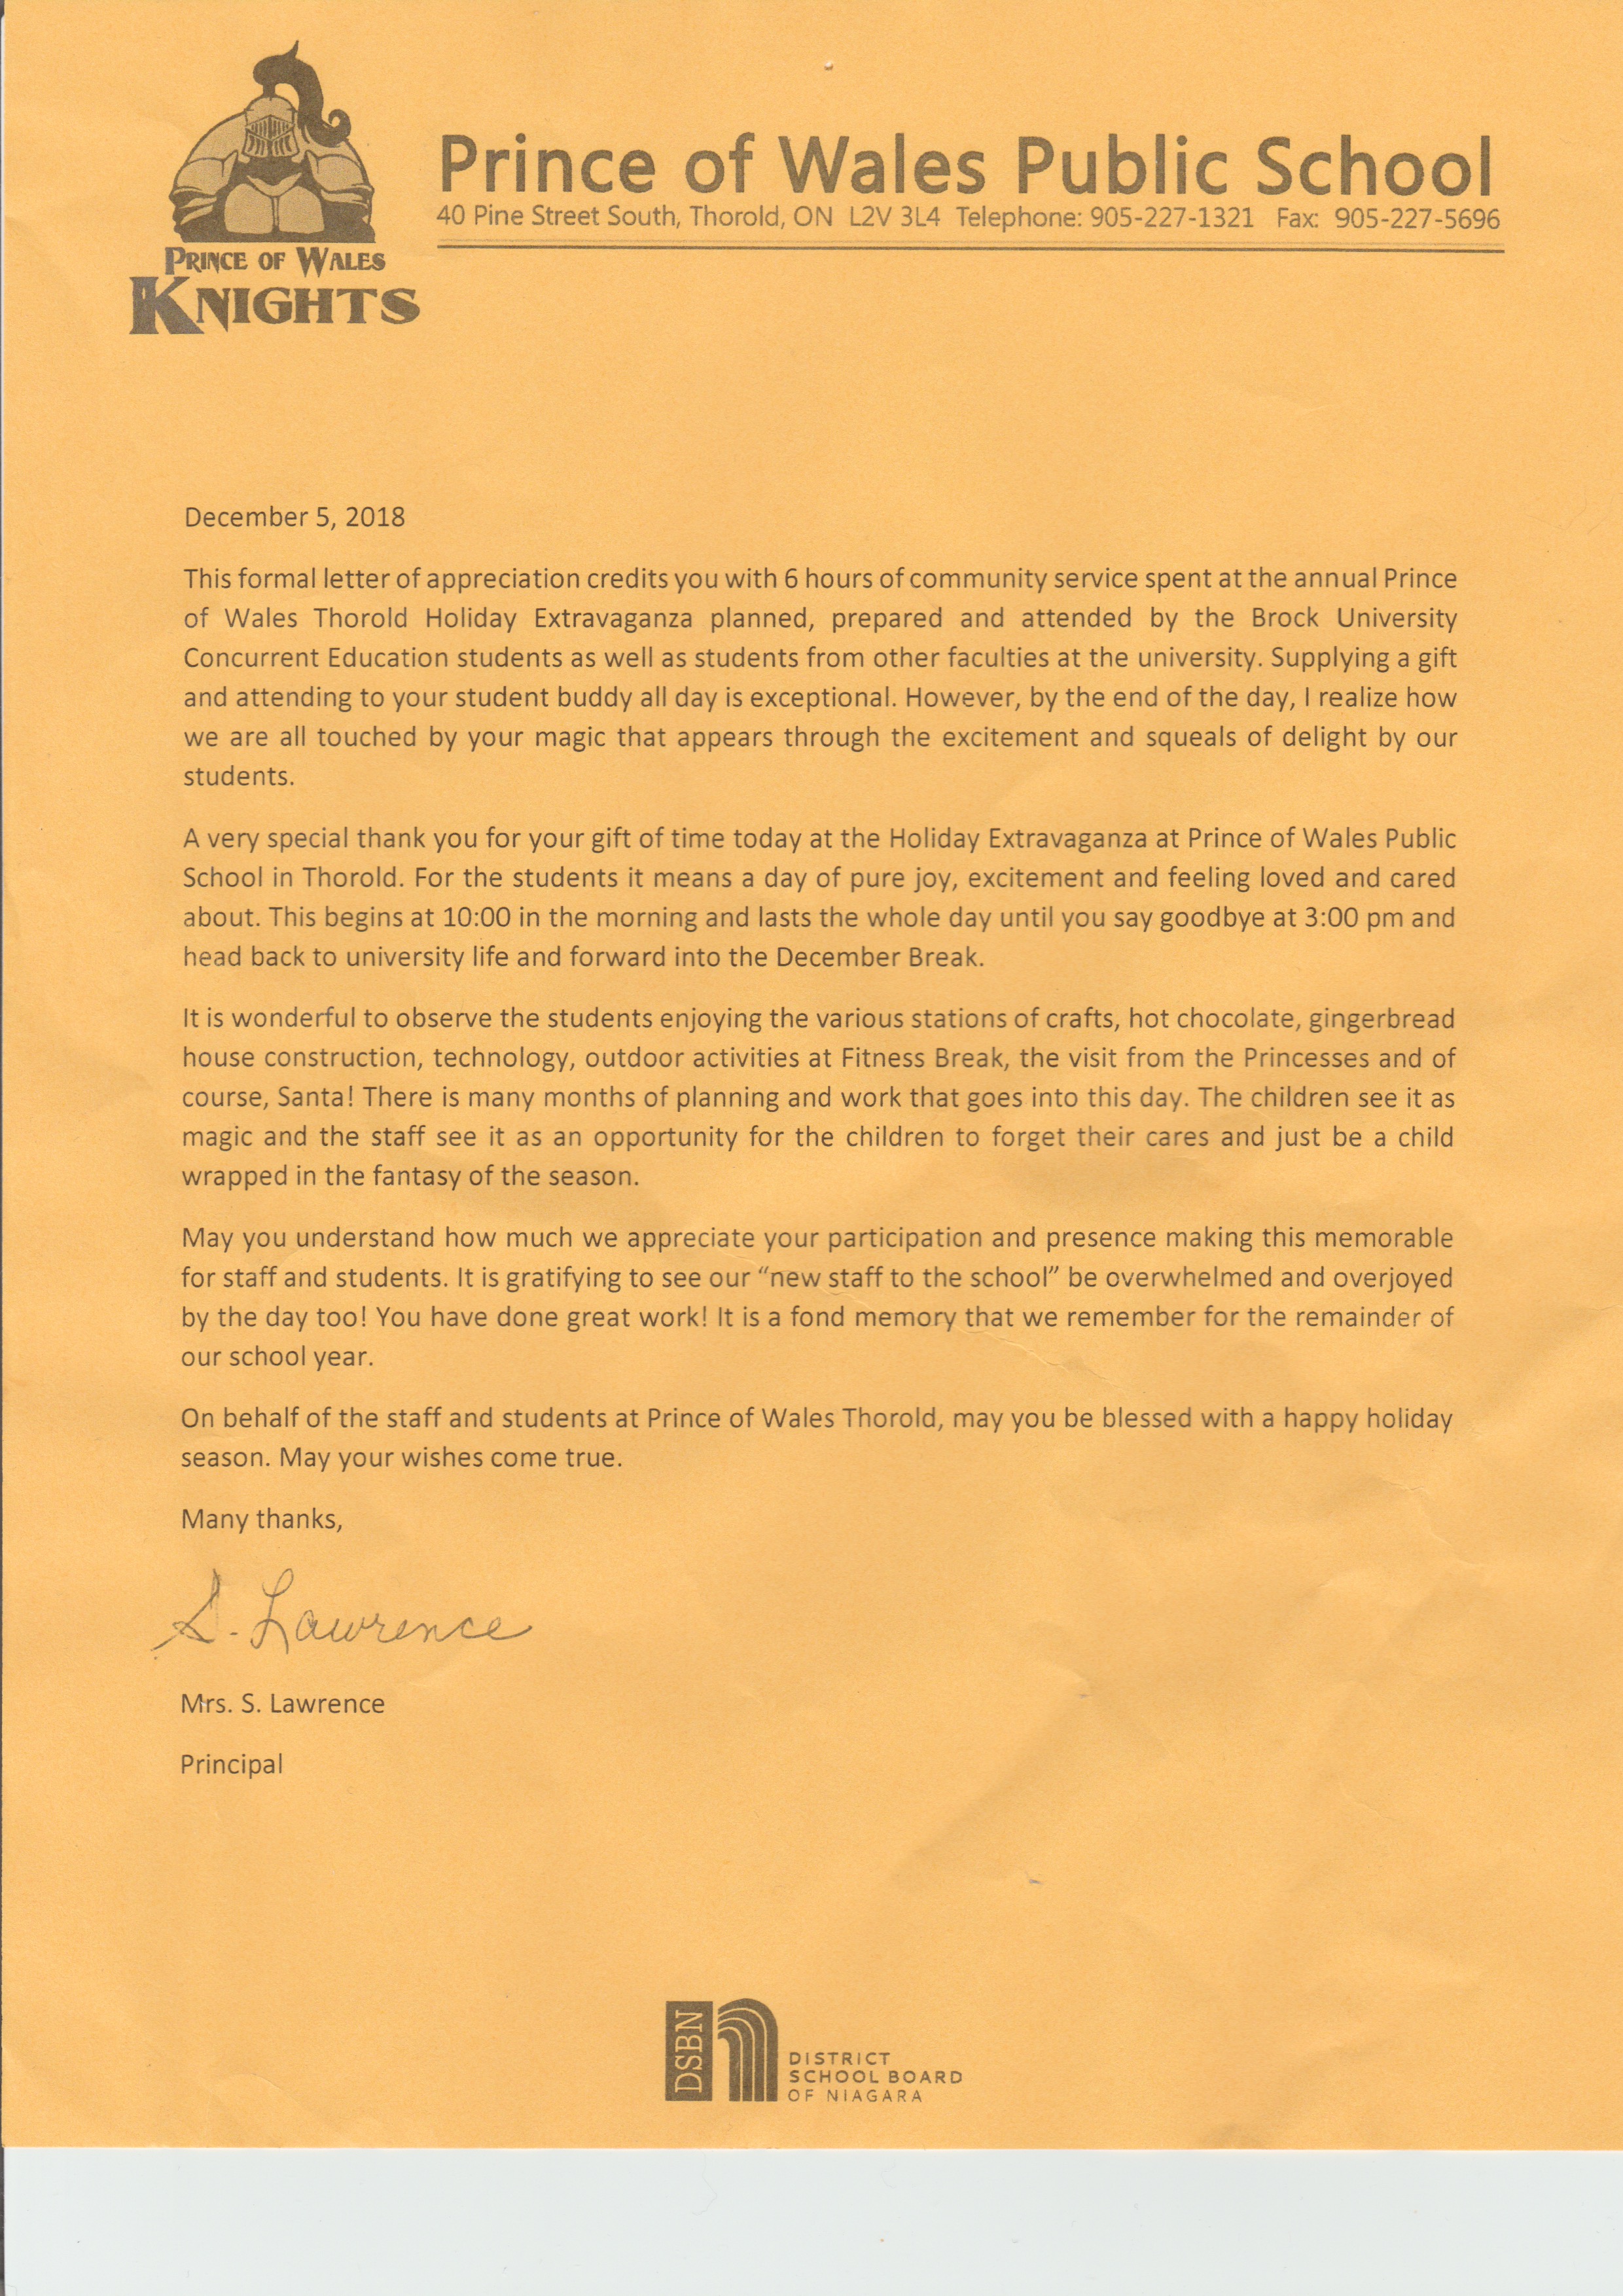 Prince of Wales Public School
40 Pine Street South, Thorold, ON L2V 3L4 Telephone: 905-227-1321 Fax: 905-227-5696
PRINCE OF WALES
KNIGHTS
December 5, 2018
This formal letter of appreciation credits you with 6 hours of community service spent at the annual Prince
of Wales Thorold Holiday Extravaganza planned, prepared and attended by the Brock University
Concurrent Education students as well as students from other faculties at the university. Supplying a gift
and attending to your student buddy all day is exceptional. However, by the end of the day, I realize how
we are all touched by your magic that appears through the excitement and squeals of delight by our
students.
A very special thank you for your gift of time today at the Holiday Extravaganza at Prince of Wales Public
School in Thorold. For the students it means a day of pure joy, excitement and feeling loved and cared
about. This begins at 10:00 in the morning and lasts the whole day until you say goodbye at 3:00 pm and
head back to university life and forward into the December Break.
It is wonderful to observe the students enjoying the various stations of crafts, hot chocolate, gingerbread
house construction, technology, outdoor activities at Fitness Break, the visit from the Princesses and of
course, Santa! There is many months of planning and work that goes into this day. The children see it as
magic and the staff see it as an opportunity for the children to forget their cares and just be a child
wrapped in the fantasy of the season.
May you understand how much we appreciate your participation and presence making this memorable
for staff and students. It is gratifying to see our “new staff to the school” be overwhelmed and overjoyed
by the day too! You have done great work! It is a fond memory that we remember for the remainder of
our school year.
On behalf of the staff and students at Prince of Wales Thorold, may you be blessed with a happy holiday
season. May your wishes come true.
Many thanks,
S. Lawrence
Mrs. S. Lawrence
Principal
DSBN
DISTRICT
SCHOOL BOARD
OF NIAGARA